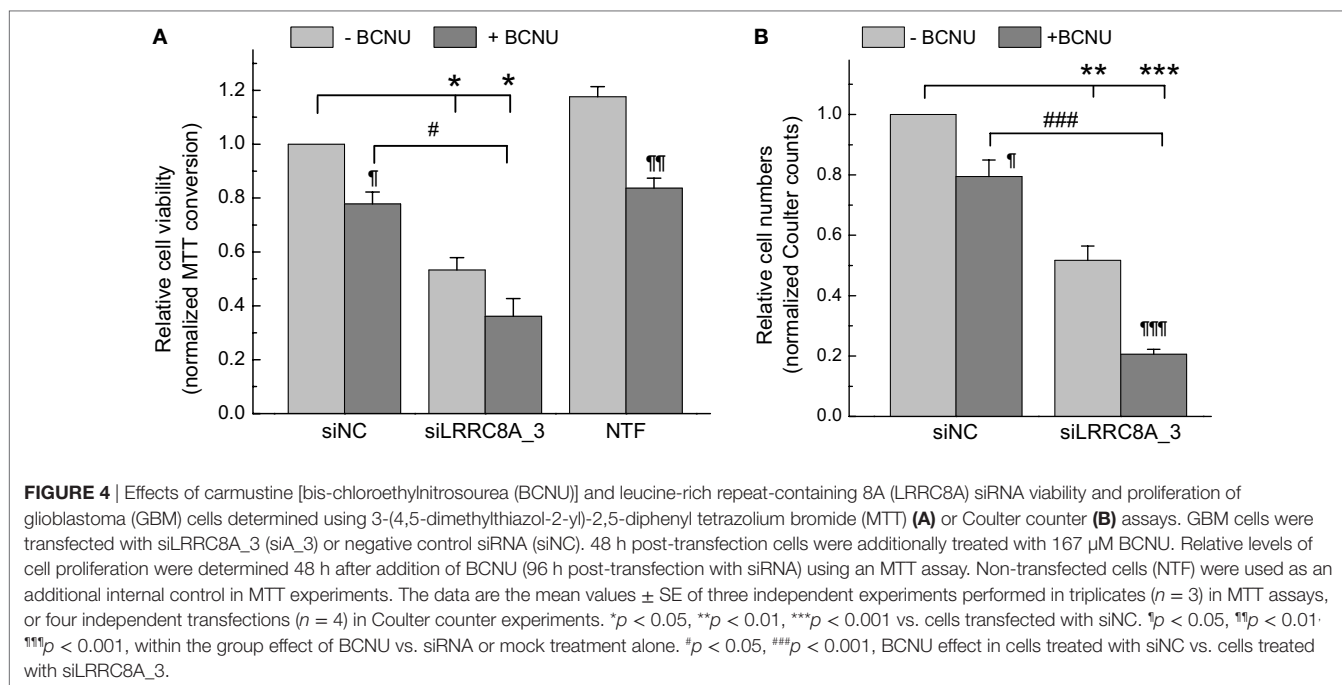 A
- BCNU
+ BCNU
*
*
#
¶
¶¶
1.2
1.0
0.8
0.6
0.4
0.2
0.0
Relative cell viability
(normalized MTT conversion)
siNC
siLRRC8A_3
NTF
B
- BCNU
+BCNU
**
***
###
¶
¶¶¶
1.0
0.8
0.6
0.4
0.2
0.0
Relative cell numbers
(normalized Coulter counts)
siNC
siLRRC8A_3
FIGURE 4 | Effects of carmustine [bis-chloroethylnitrosourea (BCNU)] and leucine-rich repeat-containing 8A (LRRC8A) siRNA viability and proliferation of
glioblastoma (GBM) cells determined using 3-(4,5-dimethylthiazol-2-yl)-2,5-diphenyl tetrazolium bromide (MTT) (A) or Coulter counter (B) assays. GBM cells were
transfected with siLRRC8A_3 (siA_3) or negative control siRNA (siNC). 48 h post-transfection cells were additionally treated with 167 µM BCNU. Relative levels of
cell proliferation were determined 48 h after addition of BCNU (96 h post-transfection with siRNA) using an MTT assay. Non-transfected cells (NTF) were used as an
additional internal control in MTT experiments. The data are the mean values ± SE of three independent experiments performed in triplicates (n = 3) in MTT assays,
or four independent transfections (n = 4) in Coulter counter experiments. *p < 0.05, **p < 0.01, ***p < 0.001 vs. cells transfected with siNC. ¶p < 0.05, ¶¶p < 0.01·
¶¶¶p < 0.001, within the group effect of BCNU vs. siRNA or mock treatment alone. #p < 0.05, ###p < 0.001, BCNU effect in cells treated with siNC vs. cells treated
with siLRRC8A_3.